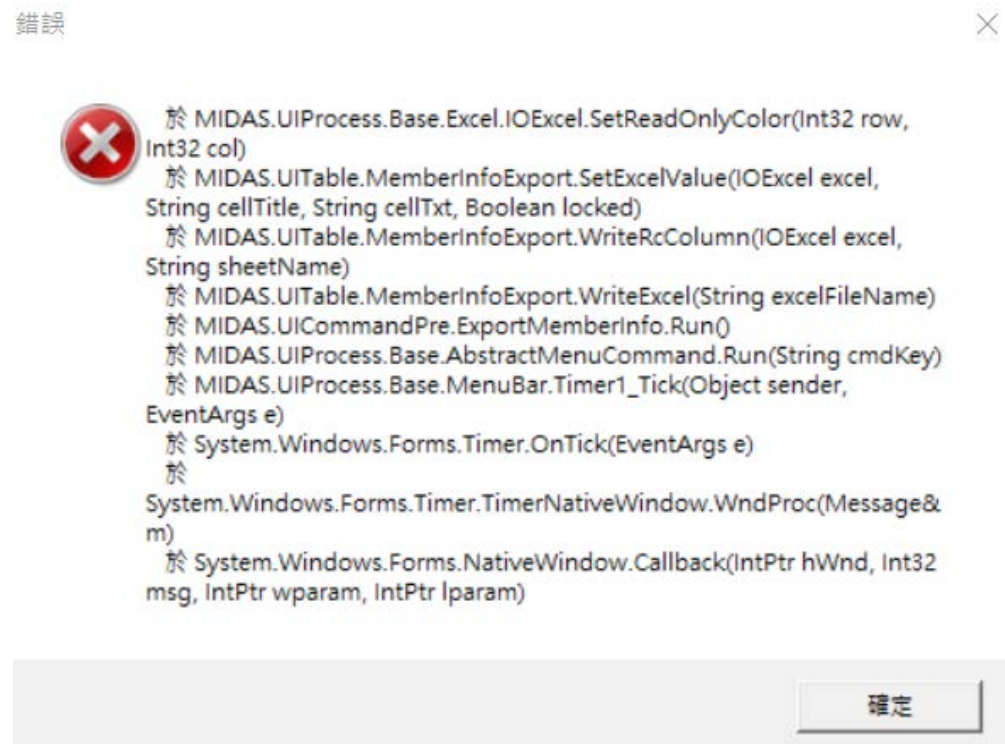 錯誤
於 MIDAS.UIProcess.Base.Excel.IOExcel.SetReadOnlyColor(Int32 row,
Int32 col)
於 MIDAS.UITable.MemberInfoExport.SetExcelValue(IOExcel excel,
String cellTitle, String cellTxt, Boolean locked)
於 MIDAS.UITable.MemberInfoExport.WriteRcColumn(IOExcel excel,
String sheetName)
於 MIDAS.UITable.MemberInfoExport.WriteExcel(String excelFileName)
於 MIDAS.UICommandPre.ExportMemberInfo.Run()
於 MIDAS.UIProcess.Base.AbstractMenuCommand.Run(String cmdKey)
於 MIDAS.UIProcess.Base.MenuBar.Timer1_Tick(Object sender,
EventArgs e)
於 System.Windows.Forms.Timer.OnTick(EventArgs e)
於
System.Windows.Forms.Timer.TimerNativeWindow.WndProc(Message&
m)
於 System.Windows.Forms.NativeWindow.Callback(IntPtr hWnd, Int32
msg, IntPtr wparam, IntPtr lparam)
確定